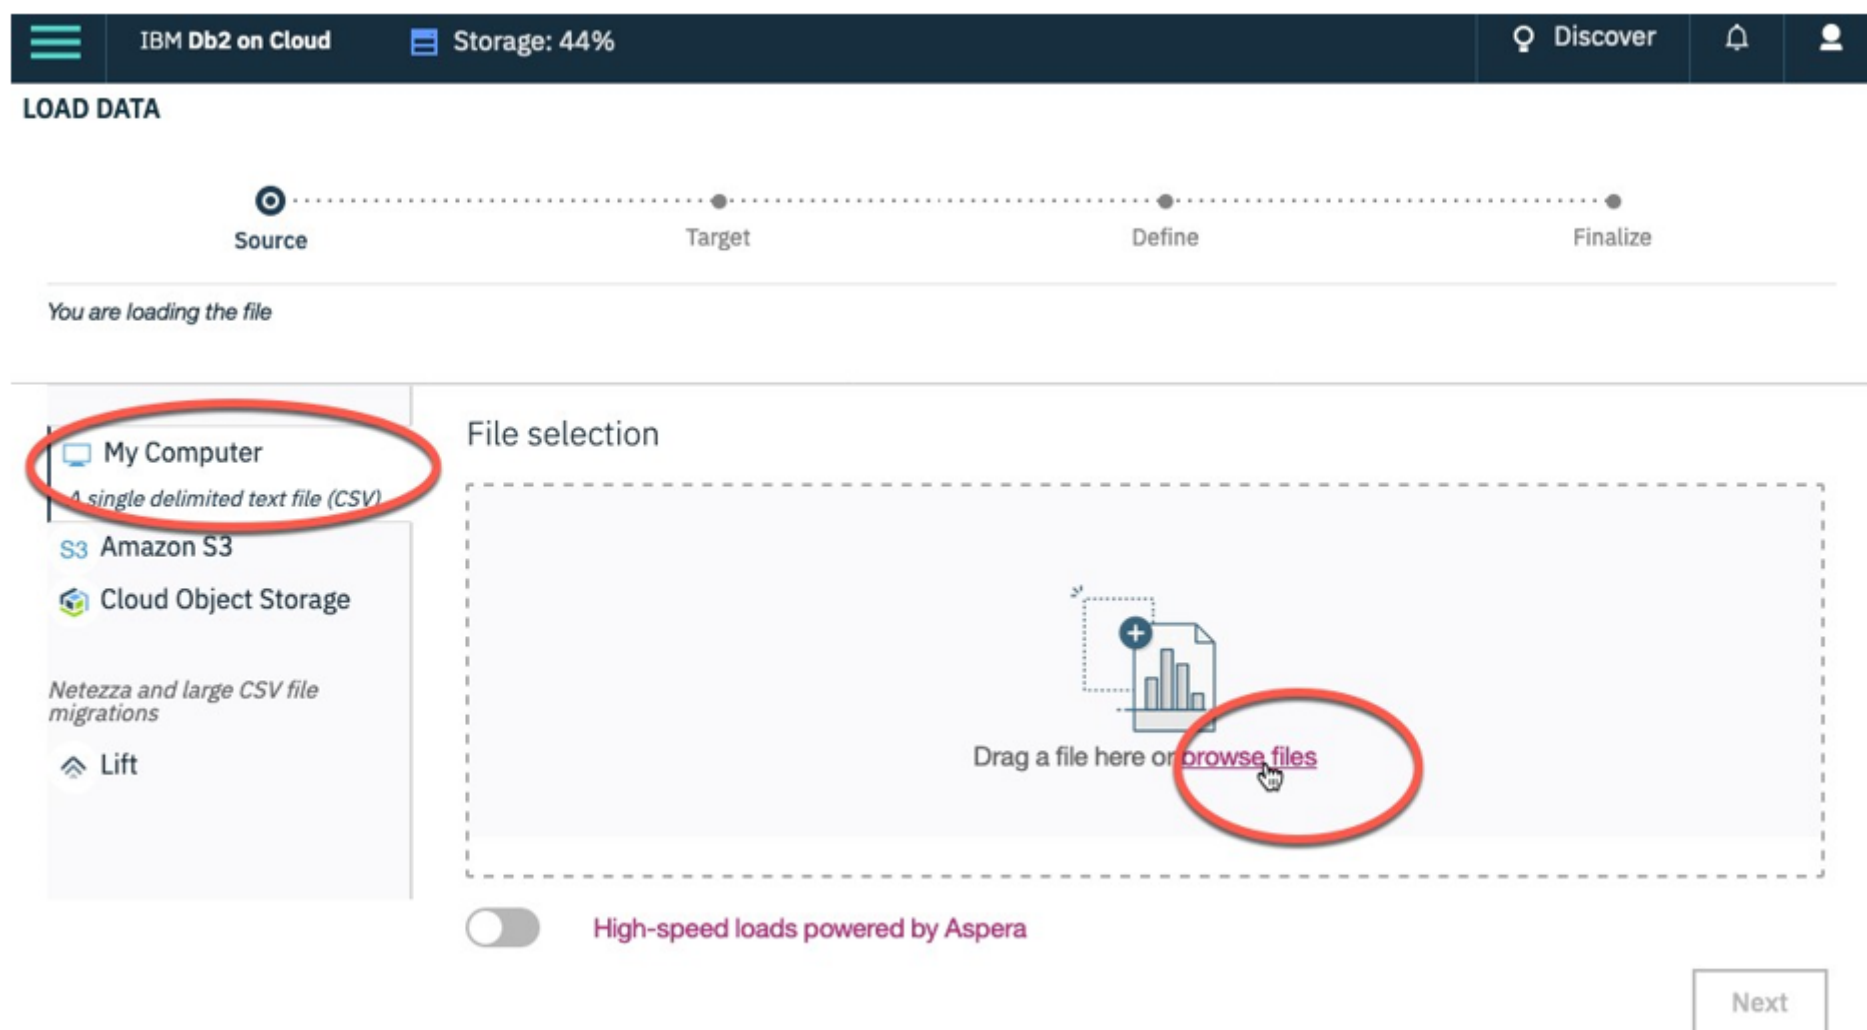 IBM Db2 on Cloud
Storage: 44%
Discover
LOAD DATA
Source
Target
Define
Finalize
You are loading the file
My Computer
A single delimited text file (CSV)
S3 Amazon S3
Cloud Object Storage
Netezza and large CSV file
migrations
Lift
File selection
Drag a file here or browse files
High-speed loads powered by Aspera
Next